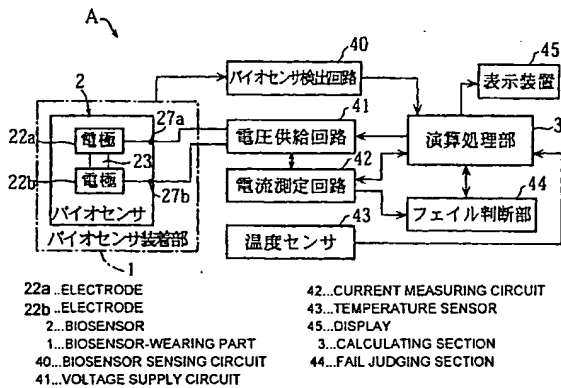 A
2
40
バイオセンサ検出回路
45
表示装置
27a
22a
電極
23
22b
電極
27b
バイオセンサ
バイオセンサ装着部
1
41
電圧供給回路
42
電流測定回路
43
温度センサ
3
演算処理部
44
フェイル判断部
22a...ELECTRODE
22b...ELECTRODE
2...BIOSENSOR
1...BIOSENSOR-WEARING PART
40...BIOSENSOR SENSING CIRCUIT
41...VOLTAGE SUPPLY CIRCUIT
42...CURRENT MEASURING CIRCUIT
43...TEMPERATURE SENSOR
45...DISPLAY
3...CALCULATING SECTION
44...FAIL JUDGING SECTION